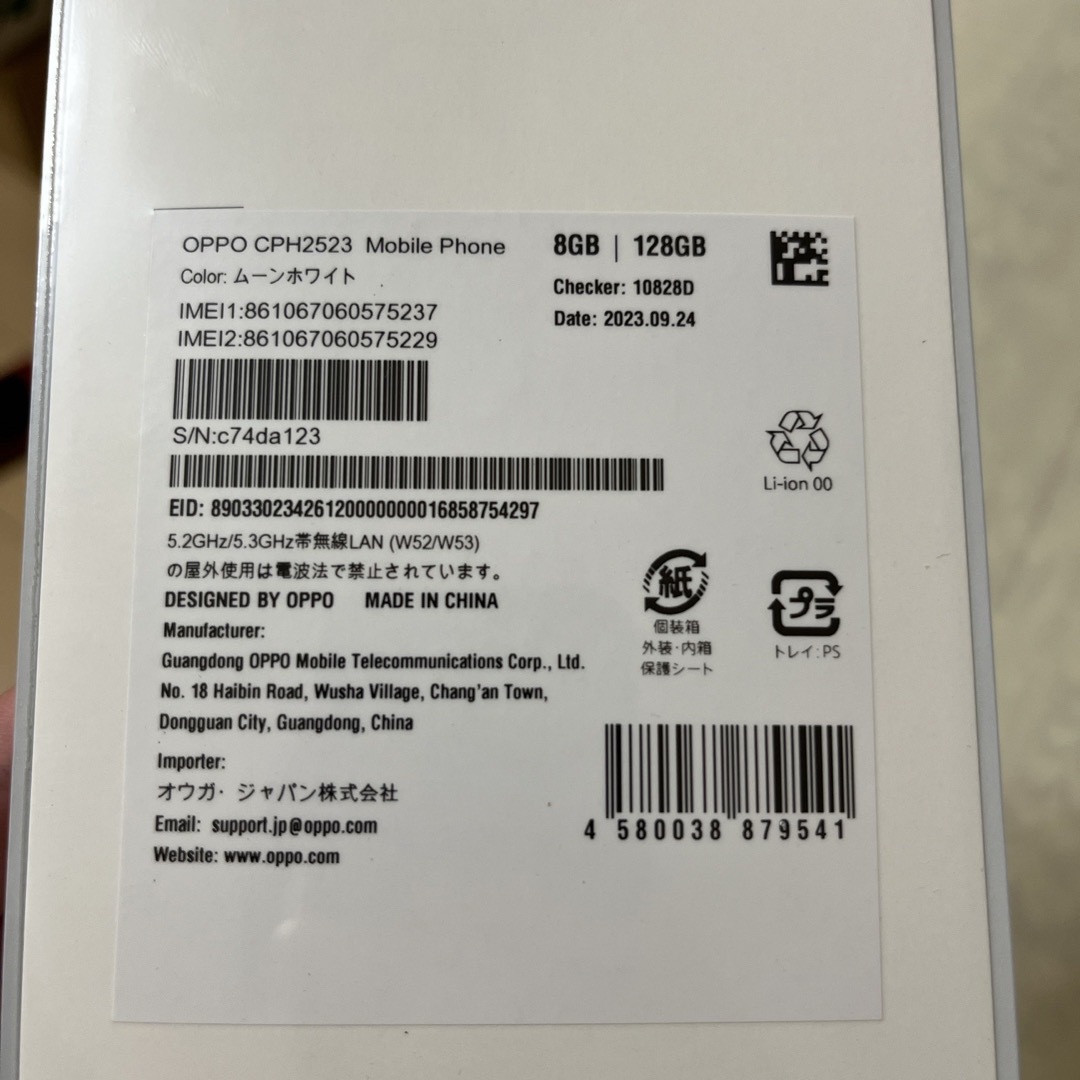 OPPO CPH2523 Mobile Phone
8GB | 128GB
Color: ムーンホワイト
Checker: 10828D
Date: 2023.09.24
IMEI1:861067060575237
IMEI2:861067060575229
S/N:c74da123
Li-ion 00
EID: 89033023426120000000016858754297
5.2GHz/5.3GHz帯無線LAN (W52/W53)
の屋外使用は電波法で禁止されています。
DESIGNED BY OPPO MADE IN CHINA
紙
個装箱
外装・内箱
保護シート
プラ
トレイ:PS
Manufacturer:
Guangdong OPPO Mobile Telecommunications Corp., Ltd.
No. 18 Haibin Road, Wusha Village, Chang'an Town,
Dongguan City, Guangdong, China
Importer:
オウガ・ジャパン株式会社
Email: support.jp@oppo.com
Website: www.oppo.com
4 580038 879541